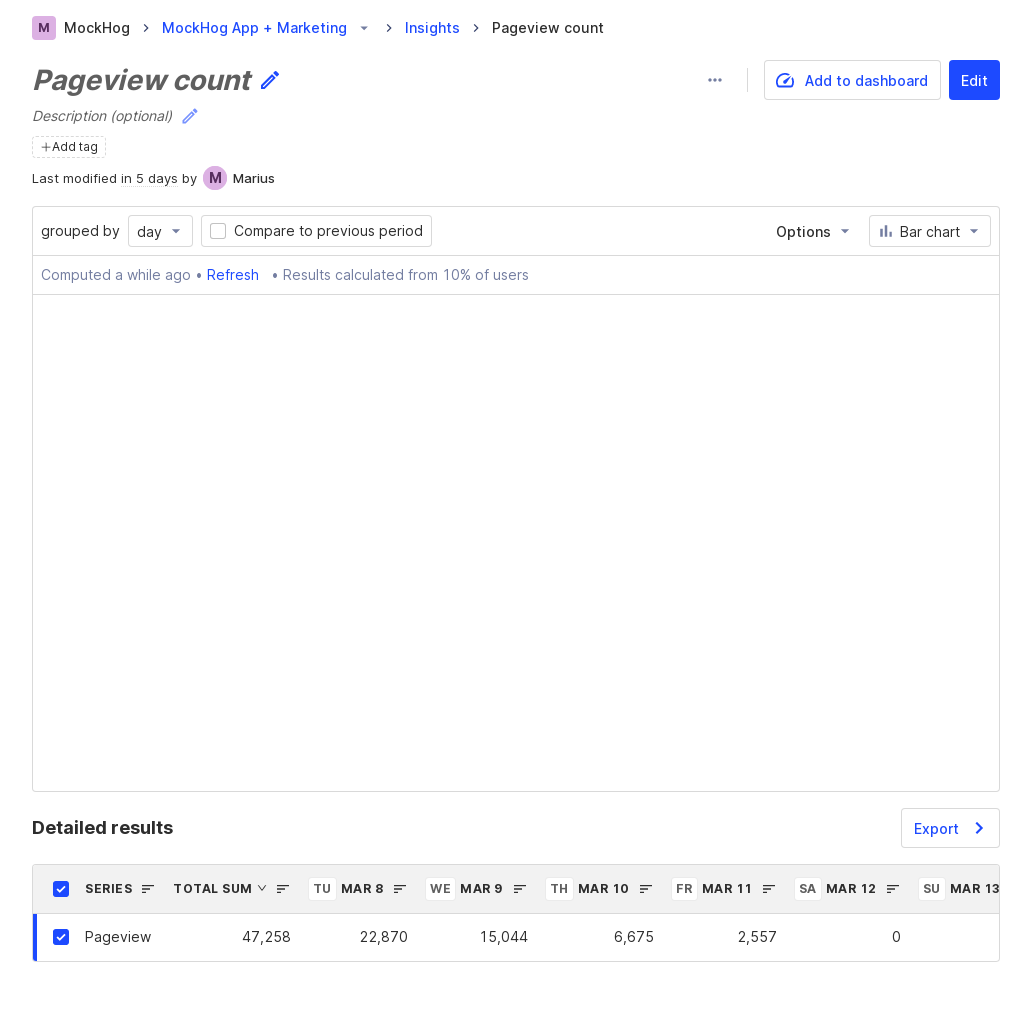 M MockHog > MockHog App + Marketing > Insights > Pageview count
Pageview count
Add to dashboard
Edit
Description (optional)
+Add tag
Last modified in 5 days by M Marius
grouped by day Compare to previous period Options Bar chart
Computed a while ago • Refresh • Results calculated from 10% of users
Detailed results
Export
SERIES TOTAL SUM TU MAR 8 WE MAR 9 TH MAR 10 FR MAR 11 SA MAR 12 SU MAR 13
Pageview 47,258 22,870 15,044 6,675 2,557 0